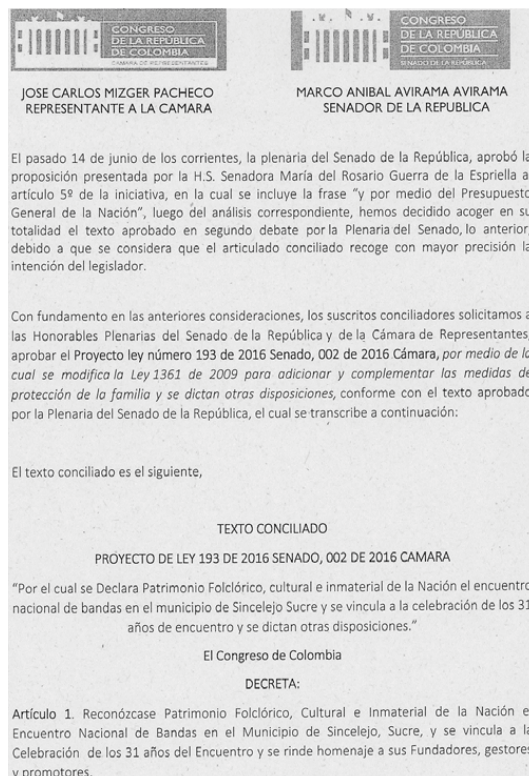 CONGRESO
DE LA REPÚBLICA
DE COLOMBIA
CÁMARA DE REPRESENTANTES
CONGRESO
DE LA REPÚBLICA
DE COLOMBIA
SENADO DE LA REPÚBLICA
JOSE CARLOS MIZGER PACHECO
REPRESENTANTE A LA CAMARA
MARCO ANIBAL AVIRAMA AVIRAMA
SENADOR DE LA REPUBLICA
El pasado 14 de junio de los corrientes, la plenaria del Senado de la República, aprobó la
proposición presentada por la H.S. Senadora María del Rosario Guerra de la Espriella a
artículo 5º de la iniciativa, en la cual se incluye la frase "y por medio del Presupuesto
General de la Nación", luego del análisis correspondiente, hemos decidido acoger en su
totalidad el texto aprobado en segundo debate por la Plenaria del Senado, lo anterior,
debido a que se considera que el articulado conciliado recoge con mayor precisión la
intención del legislador.
Con fundamento en las anteriores consideraciones, los suscritos conciliadores solicitamos a
las Honorables Plenarias del Senado de la República y de la Cámara de Representantes,
aprobar el Proyecto ley número 193 de 2016 Senado, 002 de 2016 Cámara, por medio de la
cual se modifica la Ley 1361 de 2009 para adicionar y complementar las medidas de
protección de la familia y se dictan otras disposiciones, conforme con el texto aprobado
por la Plenaria del Senado de la República, el cual se transcribe a continuación:
El texto conciliado es el siguiente,
TEXTO CONCILIADO
PROYECTO DE LEY 193 DE 2016 SENADO, 002 DE 2016 CAMARA
"Por el cual se Declara Patrimonio Folclórico, cultural e inmaterial de la Nación el encuentro
nacional de bandas en el municipio de Sincelejo Sucre y se vincula a la celebración de los 31
años de encuentro y se dictan otras disposiciones."
El Congreso de Colombia
DECRETA:
Artículo 1. Reconózcase Patrimonio Folclórico, Cultural e Inmaterial de la Nación e
Encuentro Nacional de Bandas en el Municipio de Sincelejo, Sucre, y se vincula a la
Celebración de los 31 años del Encuentro y se rinde homenaje a sus Fundadores, gestores
y promotores.